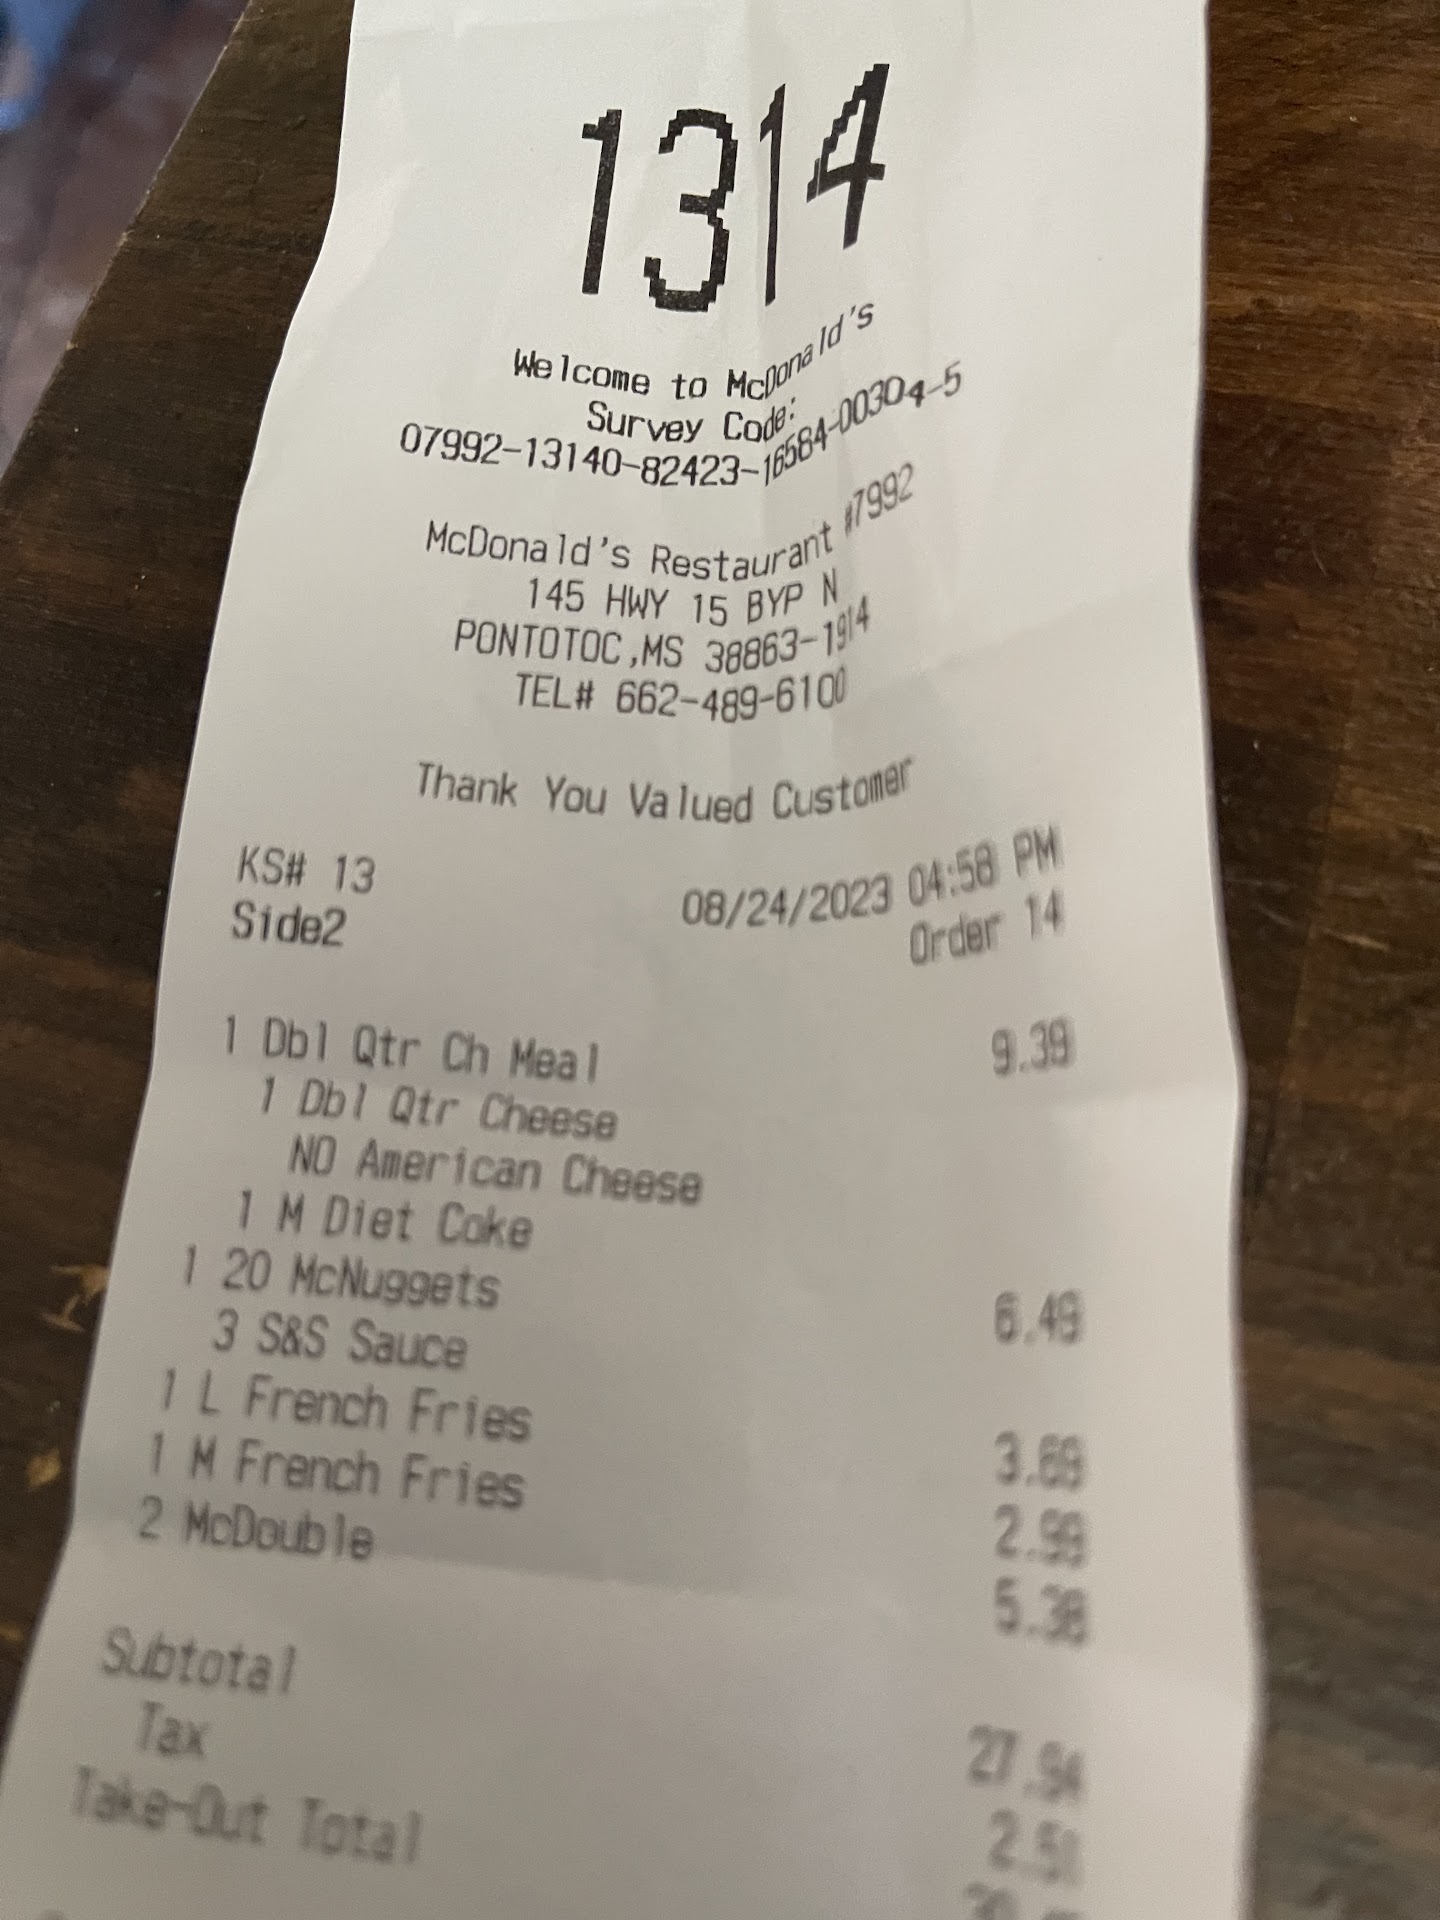 1314
Welcome to McDonald's
Survey Code:
07992-13140-82423-16584-00304-5
McDonald's Restaurant #7992
145 HWY 15 BYP N
PONTOTOC,MS 38863-1914
TEL# 662-489-6100
Thank You Valued Customer
KS# 13 08/24/2023 04:58 PM
Side2 Order 14
1 Dbl Qtr Ch Meal 9.39
1 Dbl Qtr Cheese
NO American Cheese
1 M Diet Coke
1 20 McNuggets 6.49
3 S&S Sauce
1 L French Fries 3.69
1 M French Fries 2.99
2 McDouble 5.38
Subtotal 27.94
Tax 2.51
Take-Out Total